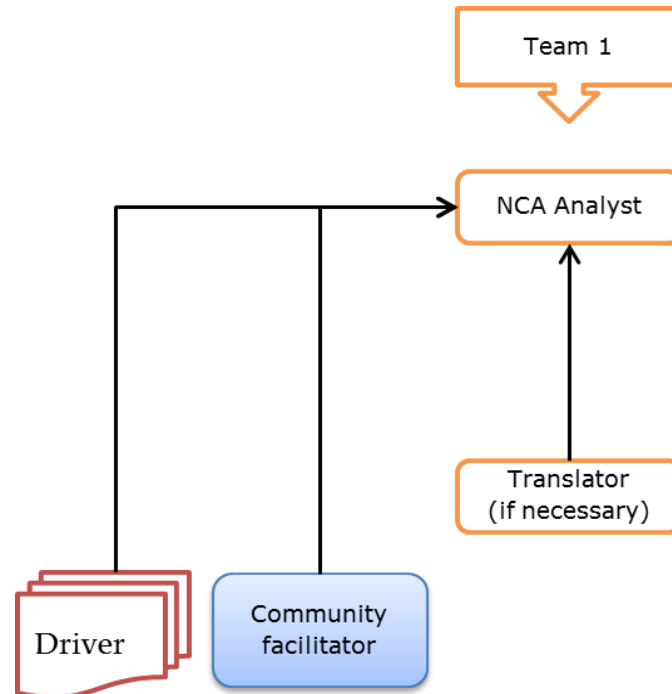 Team 1
NCA Analyst
Translator
(if necessary)
Community
facilitator
Driver